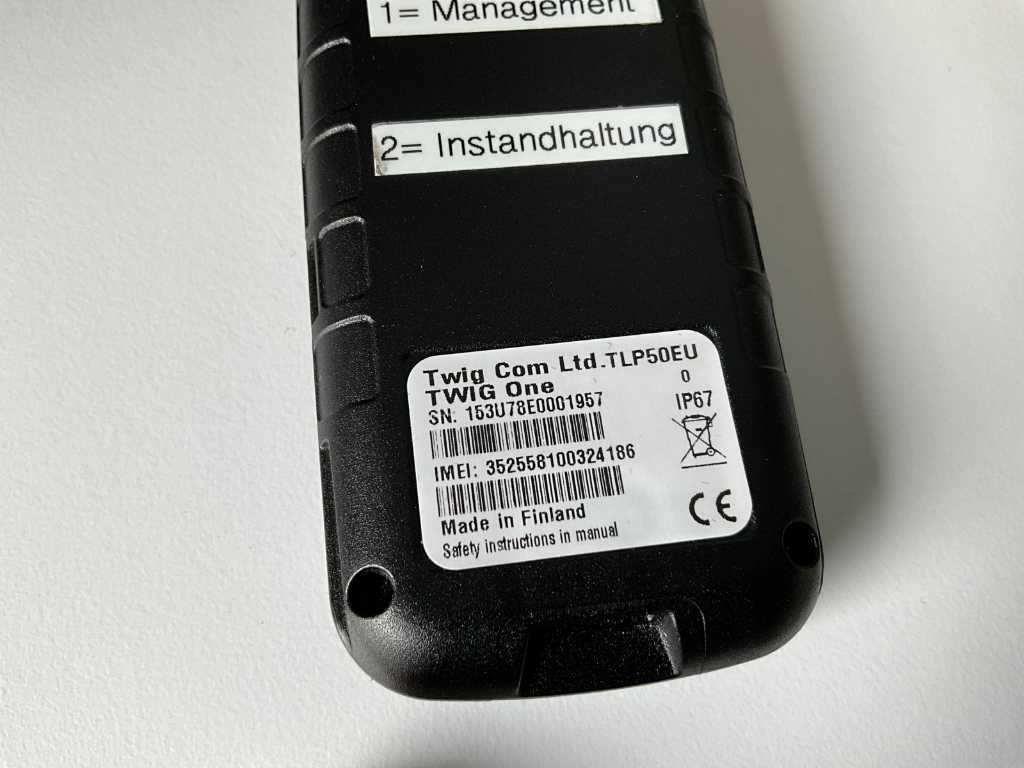 1= Management
2= Instandhaltung
Twig Com Ltd.TLP50EU
TWIG One 0
SN: 153U78E0001957 IP67
IMEI: 352558100324186
Made in Finland
Safety instructions in manual
CE